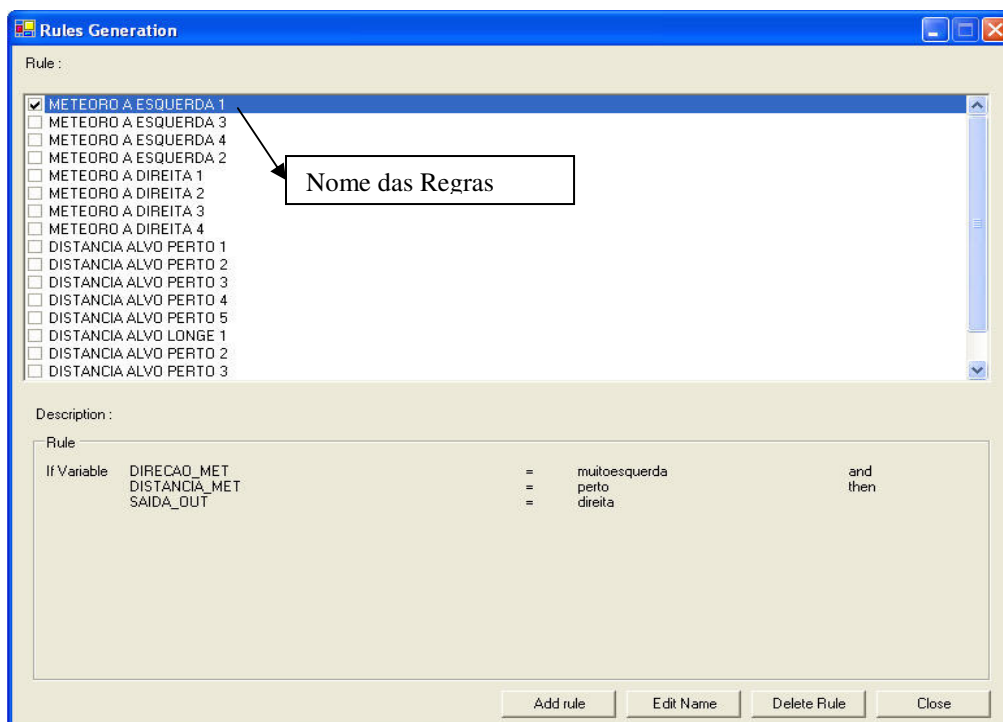 Rules Generation
Rule :
METEORO A ESQUERDA 1
METEORO A ESQUERDA 3
METEORO A ESQUERDA 4
METEORO A ESQUERDA 2
METEORO A DIREITA 1
METEORO A DIREITA 2
METEORO A DIREITA 3
METEORO A DIREITA 4
DISTANCIA ALVO PERTO 1
DISTANCIA ALVO PERTO 2
DISTANCIA ALVO PERTO 3
DISTANCIA ALVO PERTO 4
DISTANCIA ALVO PERTO 5
DISTANCIA ALVO LONGE 1
DISTANCIA ALVO PERTO 2
DISTANCIA ALVO PERTO 3
Nome das Regras
Description :
Rule
If Variable DIRECAO_MET = muitoesquerda and
DISTANCIA_MET = perto then
SAIDA_OUT = direita
Add rule Edit Name Delete Rule Close